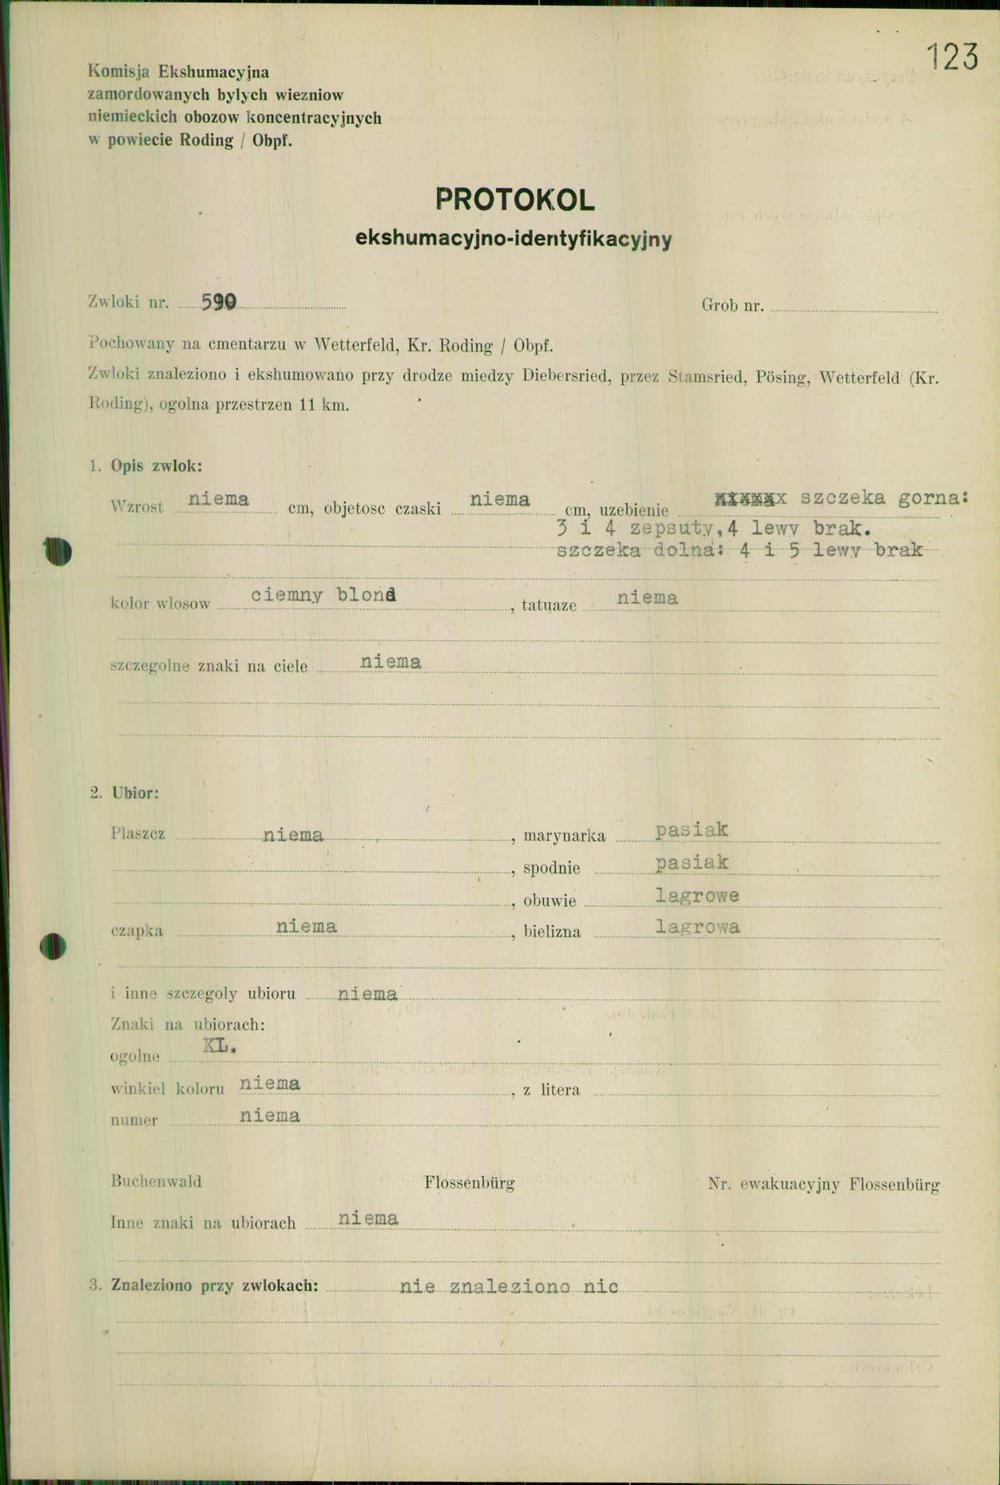 123
Komisja Ekshumacyjna
zamordowanych bylych wiezniow
niemieckich obozow koncentracyjnych
w powiecie Roding / Obpf.
PROTOKOL
ekshumacyjno-identyfikacyjny
Zwloki nr. 590 Grob nr.
Pochowany na cmentarzu w Wetterfeld, Kr. Roding / Obpf.
Zwloki znaleziono i ekshumowano przy drodze miedzy Diebersried, przez Stamsried, Pösing, Wetterfeld (Kr.
Roding), ogolna przestrzen 11 km.
1. Opis zwlok:
Wzrost niema cm, objetosc czaski niema cm, uzebienie szczeka gorna:
3 i 4 zepsuty,4 lewy brak.
szczeka dolna: 4 i 5 lewy brak
kolor wlosow ciemny blond, tatuaze niema
szczegolne znaki na ciele niema
2. Ubior:
Plaszcz niema, marynarka pasiak
, spodnie pasiak
, obuwie lagrowe
czapka niema, bielizna lagrowa
i inne szczegoly ubioru niema
Znaki na ubiorach:
ogolne KL.
winkiel koloru niema, z litera
numer niema
Buchenwald Flossenbürg Nr. ewakuacyjny Flossenbürg
Inne znaki na ubiorach niema
3. Znaleziono przy zwlokach: nie znaleziono nic